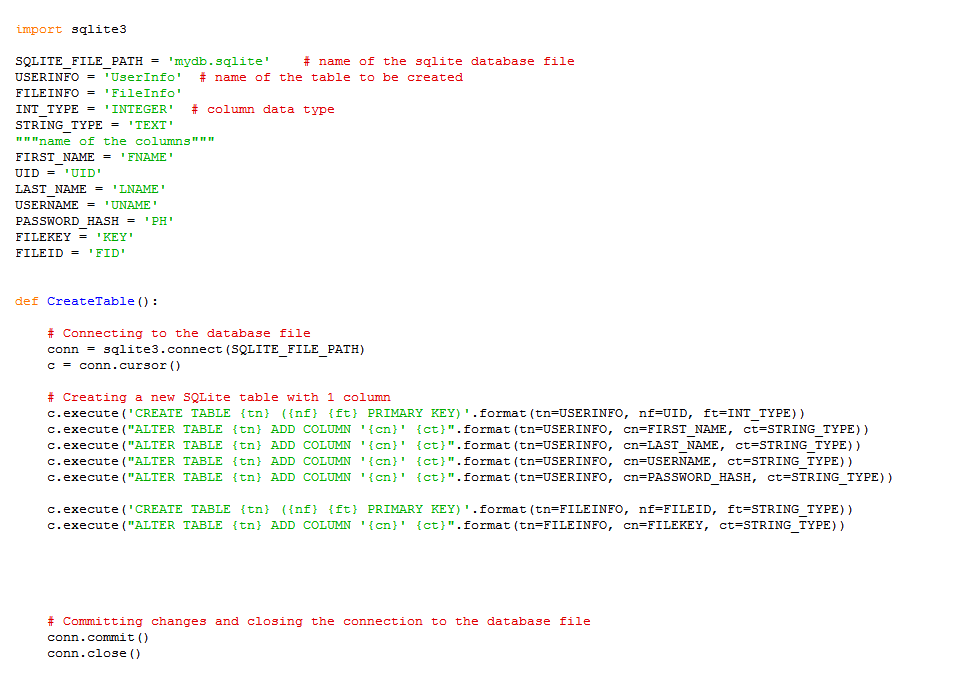 import sqlite3
SQLITE_FILE_PATH = 'mydb.sqlite'    # name of the sqlite database file
USERINFO = 'UserInfo'  # name of the table to be created
FILEINFO = 'FileInfo'
INT_TYPE = 'INTEGER'  # column data type
STRING_TYPE = 'TEXT'
"""name of the columns"""
FIRST_NAME = 'FNAME'
UID = 'UID'
LAST_NAME = 'LNAME'
USERNAME = 'UNAME'
PASSWORD_HASH = 'PH'
FILEKEY = 'KEY'
FILEID = 'FID'
def CreateTable():
    # Connecting to the database file
    conn = sqlite3.connect(SQLITE_FILE_PATH)
    c = conn.cursor()
    # Creating a new SQLite table with 1 column
    c.execute('CREATE TABLE {tn} ({nf} {ft} PRIMARY KEY)'.format(tn=USERINFO, nf=UID, ft=INT_TYPE))
    c.execute("ALTER TABLE {tn} ADD COLUMN '{cn}' {ct}".format(tn=USERINFO, cn=FIRST_NAME, ct=STRING_TYPE))
    c.execute("ALTER TABLE {tn} ADD COLUMN '{cn}' {ct}".format(tn=USERINFO, cn=LAST_NAME, ct=STRING_TYPE))
    c.execute("ALTER TABLE {tn} ADD COLUMN '{cn}' {ct}".format(tn=USERINFO, cn=USERNAME, ct=STRING_TYPE))
    c.execute("ALTER TABLE {tn} ADD COLUMN '{cn}' {ct}".format(tn=USERINFO, cn=PASSWORD_HASH, ct=STRING_TYPE))
    c.execute('CREATE TABLE {tn} ({nf} {ft} PRIMARY KEY)'.format(tn=FILEINFO, nf=FILEID, ft=STRING_TYPE))
    c.execute("ALTER TABLE {tn} ADD COLUMN '{cn}' {ct}".format(tn=FILEINFO, cn=FILEKEY, ct=STRING_TYPE))
    # Committing changes and closing the connection to the database file
    conn.commit()
    conn.close()